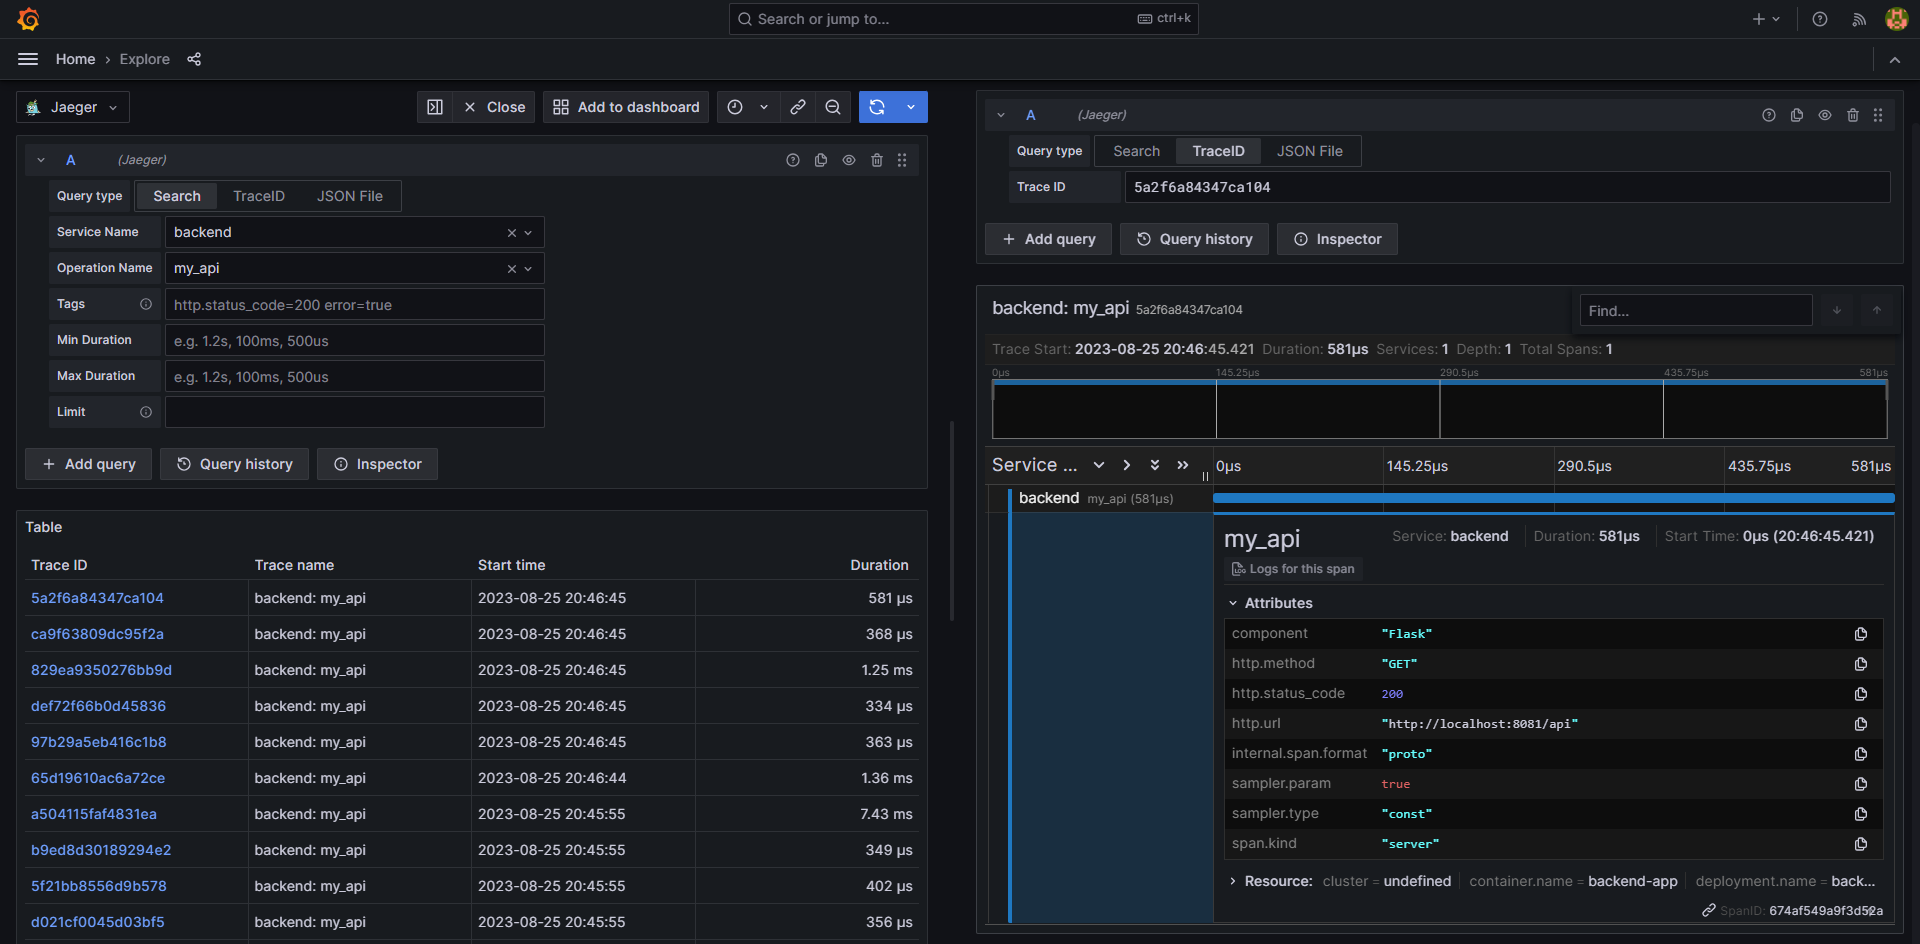 Search or jump to... ctrl+k
Home › Explore
Jaeger
Close
Add to dashboard
A (Jaeger)
Query type Search TraceID JSON File
Service Name backend
Operation Name my_api
Tags http.status_code=200 error=true
Min Duration e.g. 1.2s, 100ms, 500us
Max Duration e.g. 1.2s, 100ms, 500us
Limit
+ Add query Query history Inspector
Table
Trace ID Trace name Start time Duration
5a2f6a84347ca104 backend: my_api 2023-08-25 20:46:45 581 µs
ca9f63809dc95f2a backend: my_api 2023-08-25 20:46:45 368 µs
829ea9350276bb9d backend: my_api 2023-08-25 20:46:45 1.25 ms
def72f66b0d45836 backend: my_api 2023-08-25 20:46:45 334 µs
97b29a5eb416c1b8 backend: my_api 2023-08-25 20:46:45 363 µs
65d19610ac6a72ce backend: my_api 2023-08-25 20:46:44 1.36 ms
a504115faf4831ea backend: my_api 2023-08-25 20:45:55 7.43 ms
b9ed8d30189294e2 backend: my_api 2023-08-25 20:45:55 349 µs
5f21bb8556d9b578 backend: my_api 2023-08-25 20:45:55 402 µs
d021cf0045d03bf5 backend: my_api 2023-08-25 20:45:55 356 µs
A (Jaeger)
Query type Search TraceID JSON File
Trace ID 5a2f6a84347ca104
+ Add query Query history Inspector
backend: my_api 5a2f6a84347ca104 Find...
Trace Start: 2023-08-25 20:46:45.421 Duration: 581µs Services: 1 Depth: 1 Total Spans: 1
0µs 145.25µs 290.5µs 435.75µs 581µs
Service ... 0µs 145.25µs 290.5µs 435.75µs 581µs
backend my_api (581µs)
my_api Service: backend Duration: 581µs Start Time: 0µs (20:46:45.421)
Logs for this span
Attributes
component "Flask"
http.method "GET"
http.status_code 200
http.url "http://localhost:8081/api"
internal.span.format "proto"
sampler.param true
sampler.type "const"
span.kind "server"
Resource: cluster = undefined container.name = backend-app deployment.name = back...
SpanID: 674af549a9f3d52a